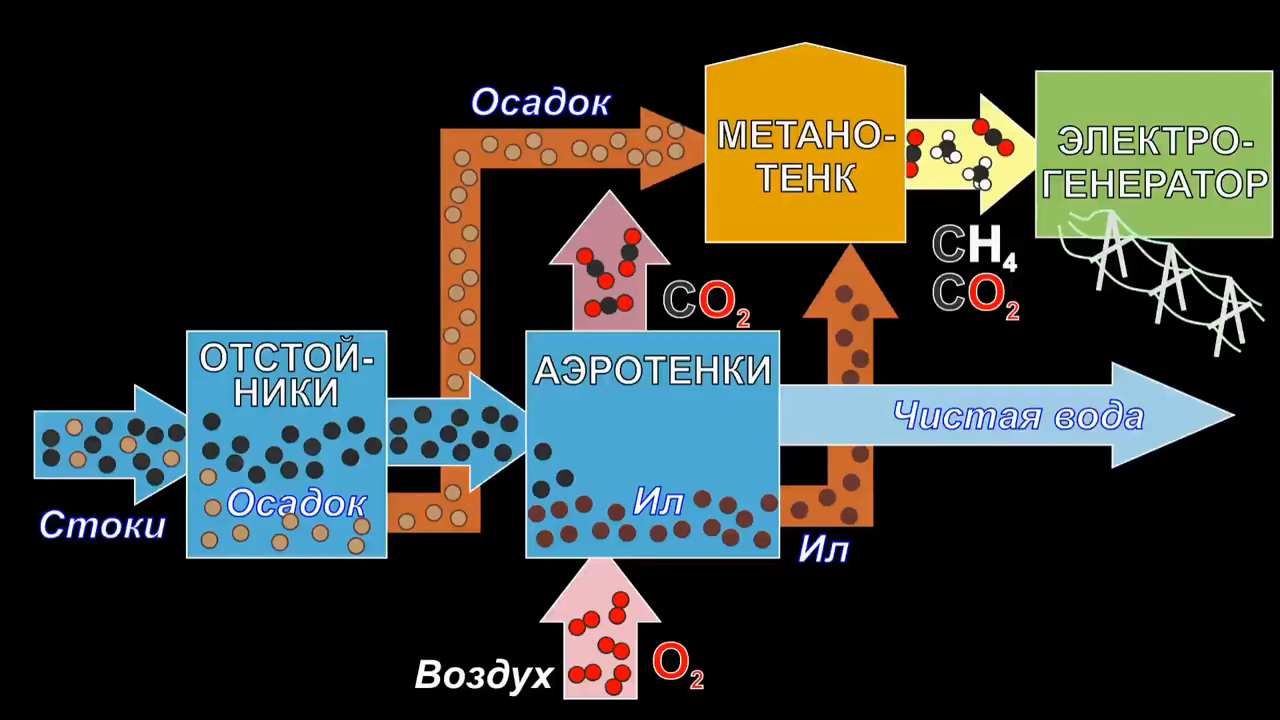 Осадок
МЕТАНО-
ТЕНК
ЭЛЕКТРО-
ГЕНЕРАТОР
CH₄
CO₂
CO₂
ОТСТОЙ-
НИКИ
АЭРОТЕНКИ
Чистая вода
Осадок
Ил
Стоки
Ил
Воздух
O₂